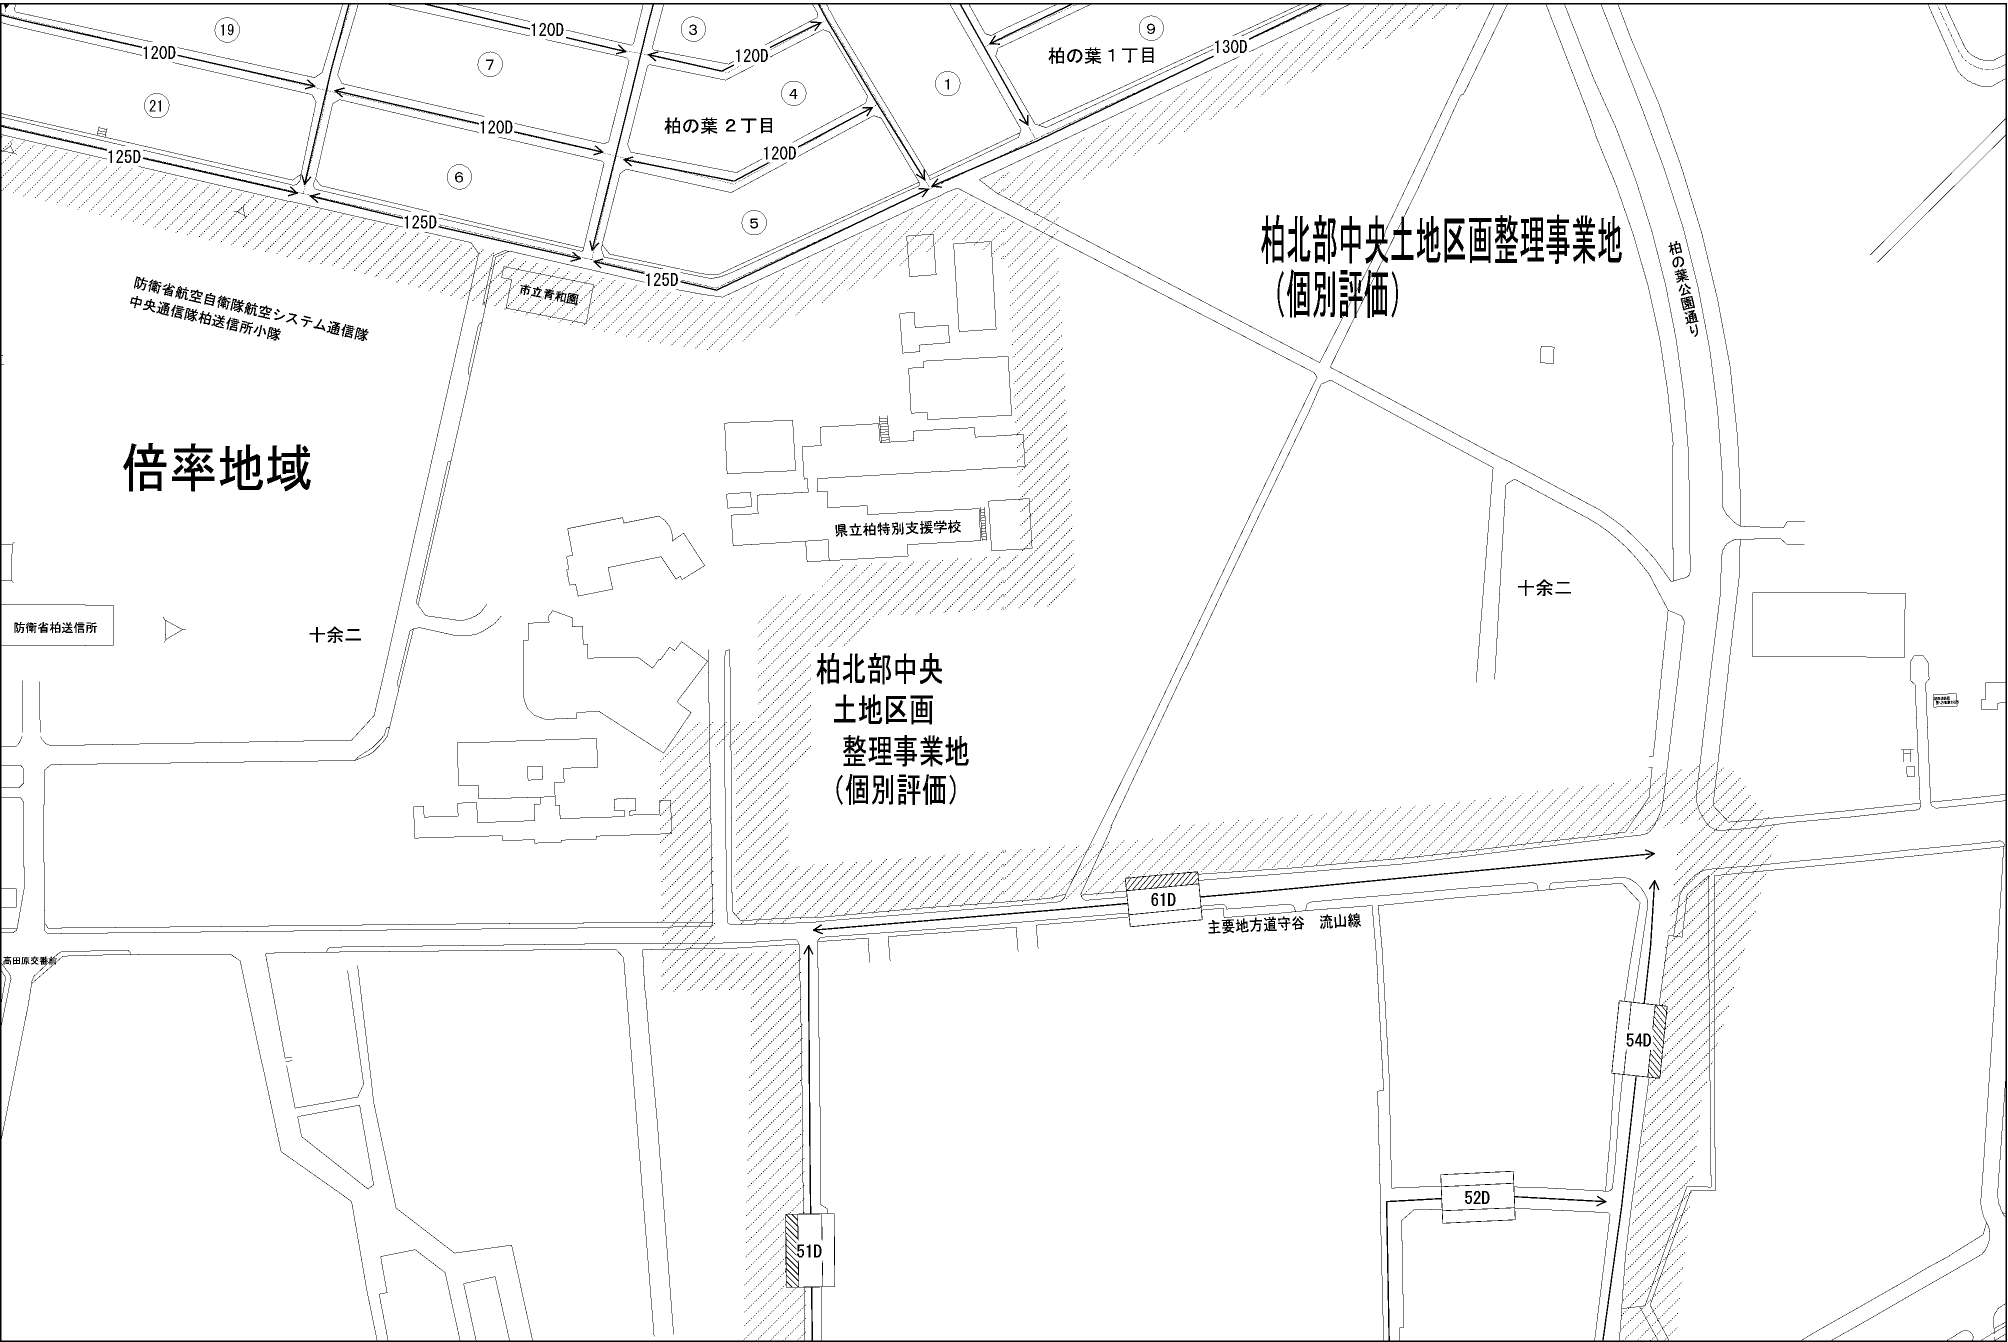 ⑲
120D
⑦
120D
③
120D
④
柏の葉２丁目
①
⑨
柏の葉１丁目
130D
㉑
125D
⑥
120D
120D
⑤
125D
125D
市立青和園
防衛省航空自衛隊航空システム通信隊
中央通信隊柏送信所小隊
倍率地域
柏北部中央土地区画整理事業地
（個別評価）
柏の葉公園通り
県立柏特別支援学校
防衛省柏送信所
十余二
十余二
柏北部中央
土地区画
整理事業地
（個別評価）
61D
主要地方道守谷　流山線
高田原交番前
54D
52D
51D